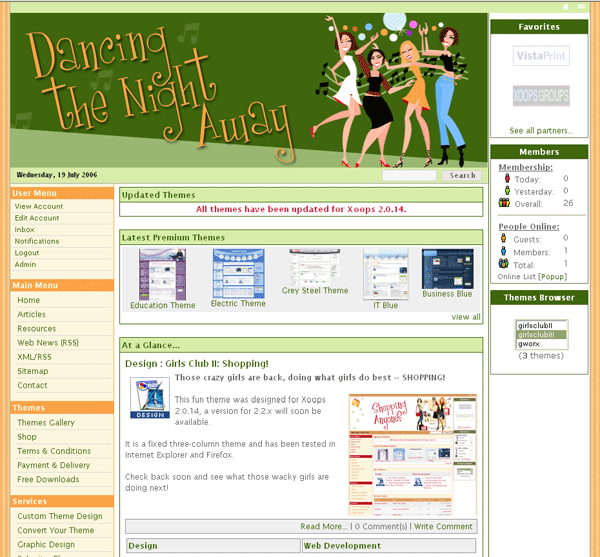 Dancing
the Night
Away
Wednesday, 19 July 2006
Search
User Menu
View Account
Edit Account
Inbox
Notifications
Logout
Admin
Main Menu
Home
Articles
Resources
Web News (RSS)
XML/RSS
Sitemap
Contact
Themes
Themes Gallery
Shop
Terms & Conditions
Payment & Delivery
Free Downloads
Services
Custom Theme Design
Convert Your Theme
Graphic Design
Updated Themes
All themes have been updated for Xoops 2.0.14.
Latest Premium Themes
Education Theme
Electric Theme
Grey Steel Theme
IT Blue
Business Blue
view all
At a Glance...
Design : Girls Club II: Shopping!
Those crazy girls are back, doing what girls do best -- SHOPPING!
DESIGN
This fun theme was designed for Xoops
2.0.14, a version for 2.2.x will soon be
available.
It is a fixed three-column theme and has been tested in
Internet Explorer and Firefox.
Check back soon and see what those wacky girls are
doing next!
Shopping
Anyone?
Read More... | 0 Comment(s) | Write Comment
Design
Web Development
Favorites
VistaPrint
XOOPS GROUPS
See all partners...
Members
Membership:
Today: 0
Yesterday: 0
Overall: 26
People Online:
Guests: 0
Members: 1
Total: 1
Online List [Popup]
Themes Browser
girlsclubII
girlsclubIII
gworx
(3 themes)